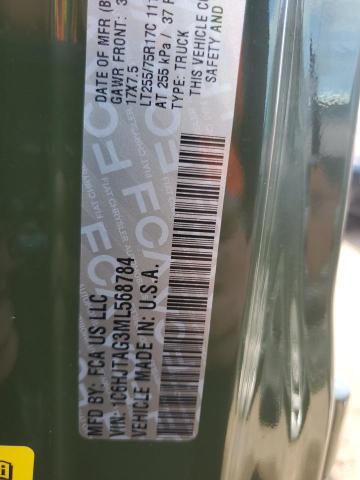 DATE OF MFR
GAWR FRONT:
17X7.5
LT255/75R17C 111
AT 255 kPa / 37
TYPE: TRUCK
THIS VEHICLE
SAFETY AND
MFD BY: FCA US LLC
VIN: 1C6HJTAG3ML568784
VEHICLE MADE IN: U.S.A.